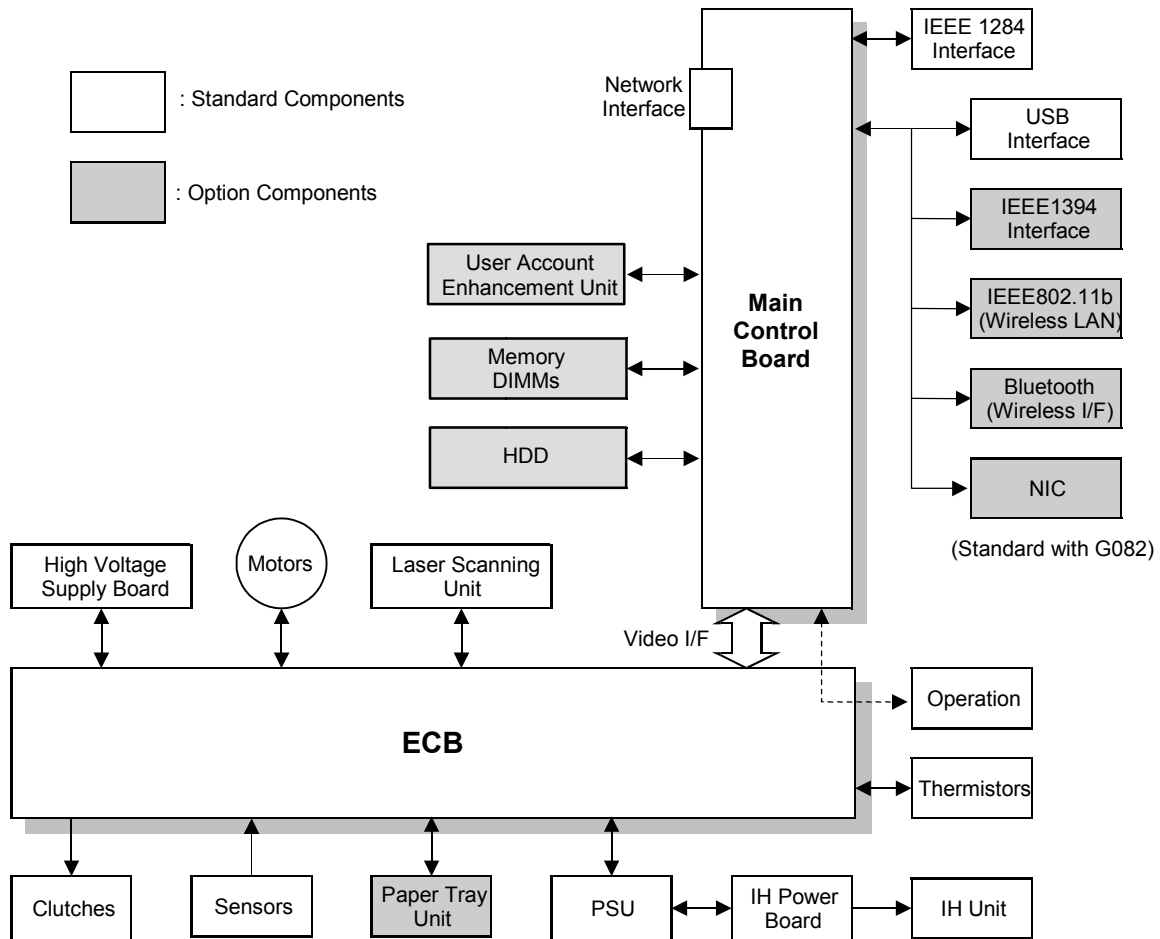 IEEE 1284
Interface
: Standard Components
Network
Interface
USB
Interface
: Option Components
IEEE1394
Interface
User Account
Enhancement Unit
Main
Control
Board
IEEE802.11b
(Wireless LAN)
Memory
DIMMs
Bluetooth
(Wireless I/F)
HDD
NIC
(Standard with G082)
High Voltage
Supply Board
Motors
Laser Scanning
Unit
Video I/F
Operation
ECB
Thermistors
Clutches
Sensors
Paper Tray
Unit
PSU
IH Power
Board
IH Unit